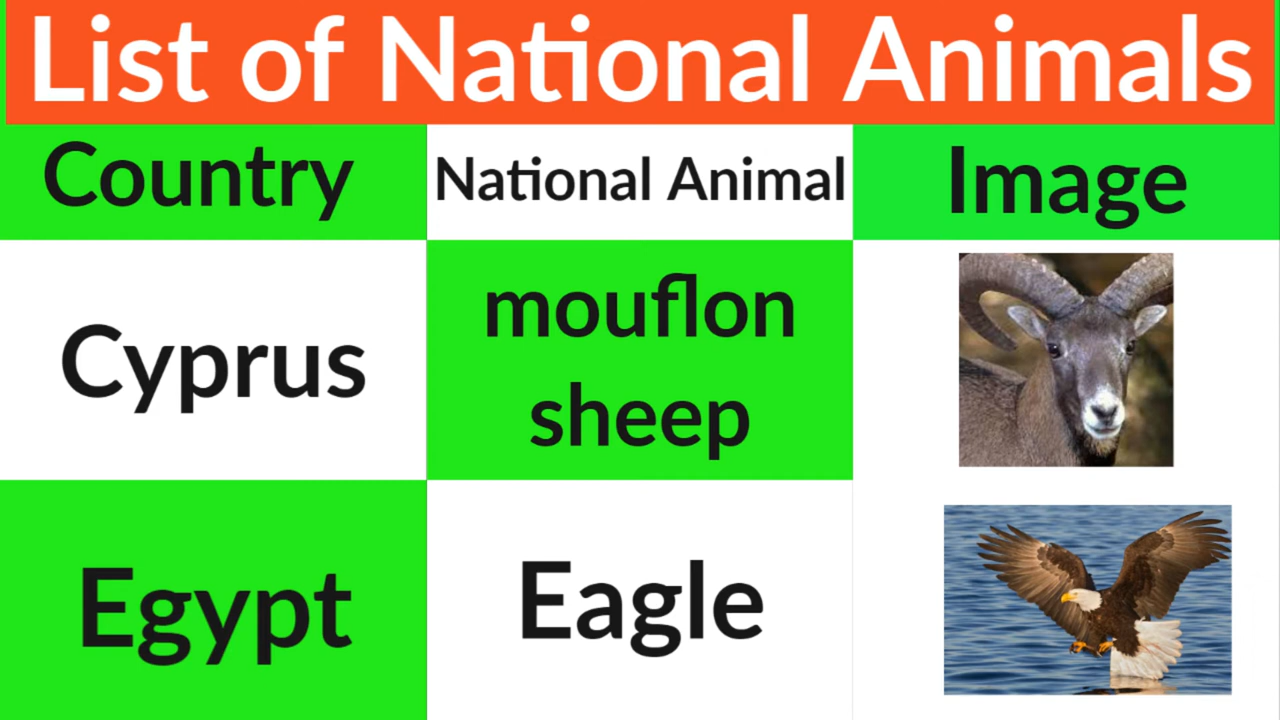 List of National Animals
Country
National Animal
Image
Cyprus
mouflon
sheep
Egypt
Eagle